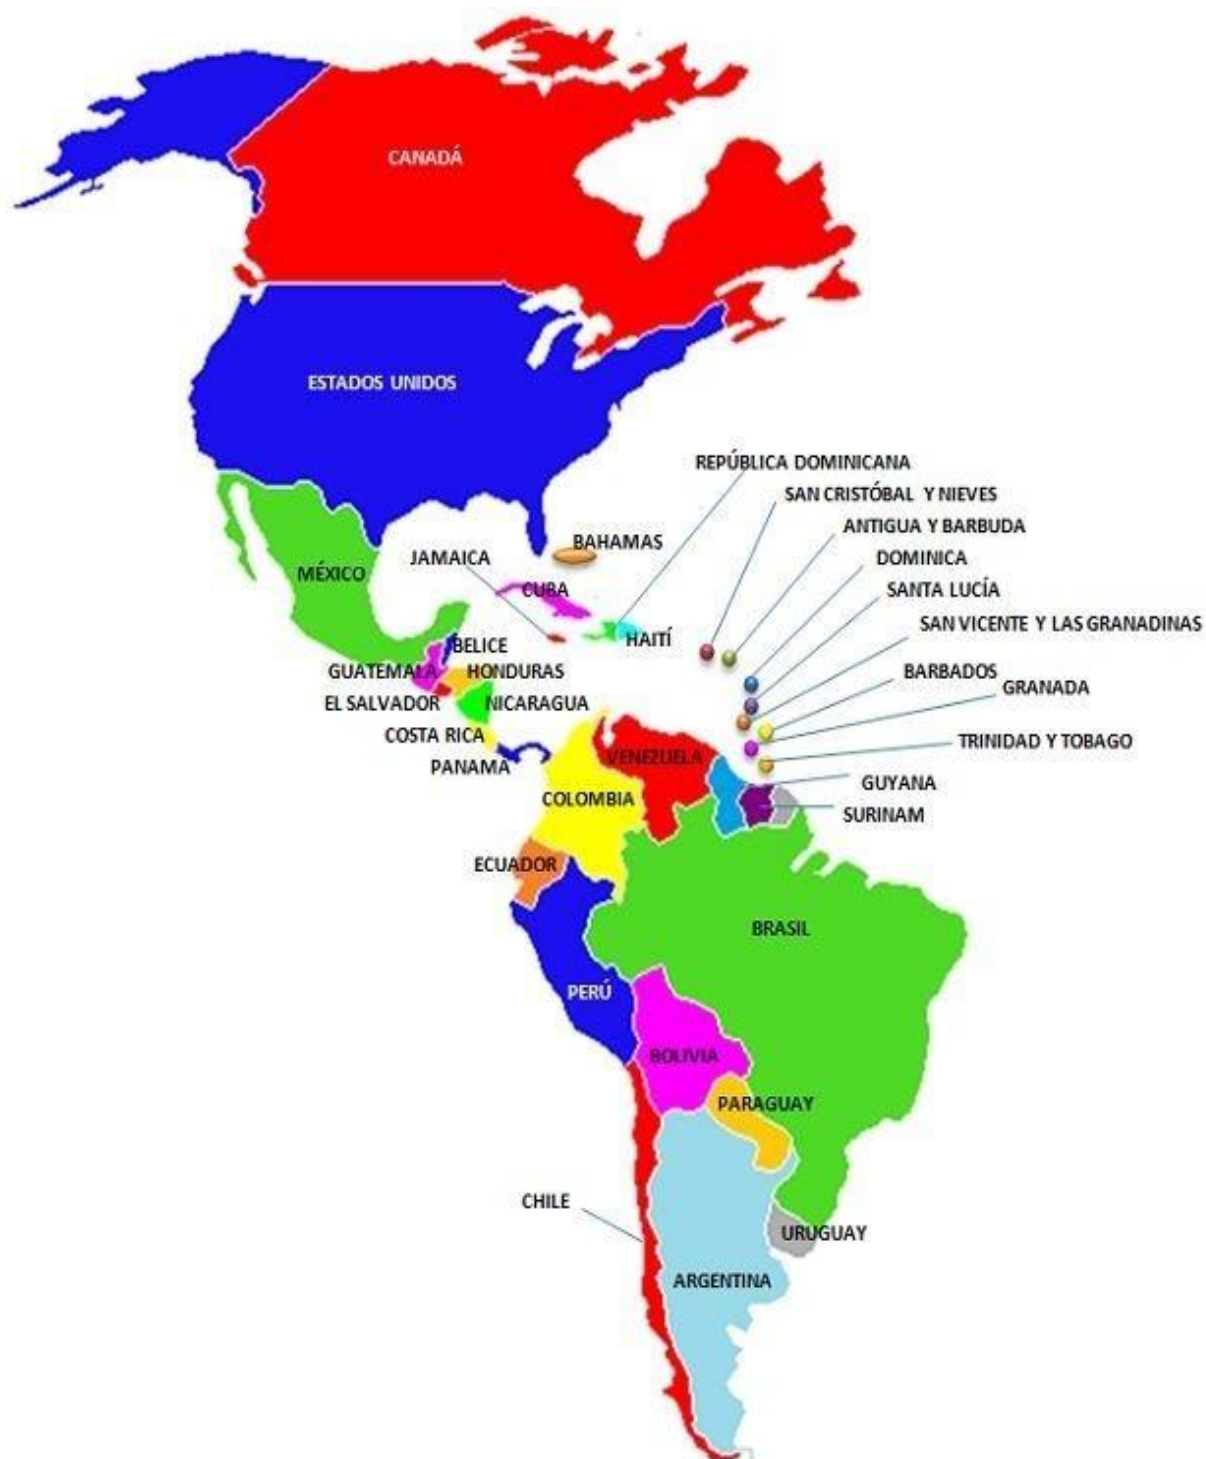 CANADÁ
ESTADOS UNIDOS
REPÚBLICA DOMINICANA
SAN CRISTÓBAL Y NIEVES
ANTIGUA Y BARBUDA
BAHAMAS
JAMAICA
DOMINICA
MÉXICO
CUBA
SANTA LUCÍA
SAN VICENTE Y LAS GRANADINAS
HAITÍ
BELICE
GUATEMALA
HONDURAS
BARBADOS
GRANADA
EL SALVADOR
NICARAGUA
COSTA RICA
TRINIDAD Y TOBAGO
VENEZUELA
PANAMA
GUYANA
COLOMBIA
SURINAM
ECUADOR
BRASIL
PERÚ
BOLIVIA
PARAGUAY
CHILE
URUGUAY
ARGENTINA